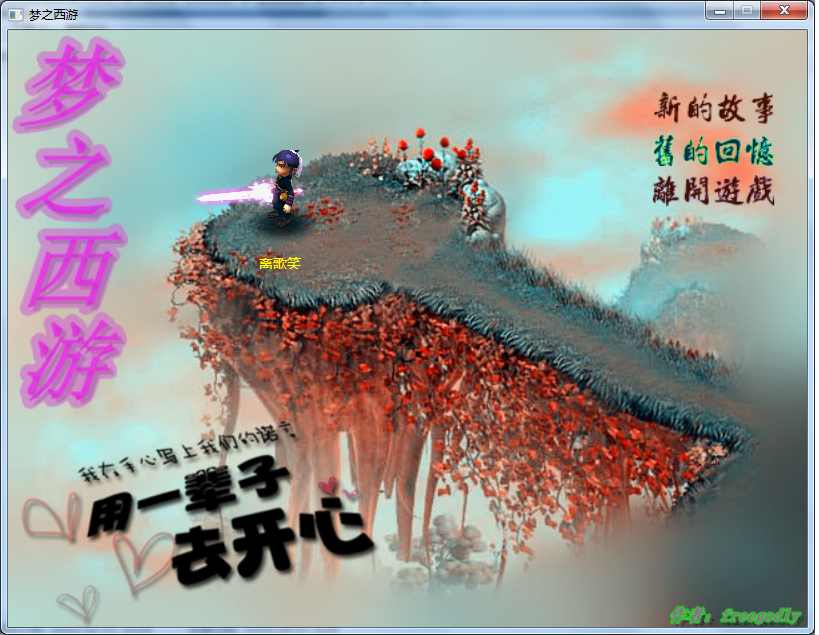 梦之西游
梦之西游
新的故事
舊的回憶
離開遊戲
离歌笑
我在手心写上我们的诺言
用一辈子
去开心
作者：freegodly